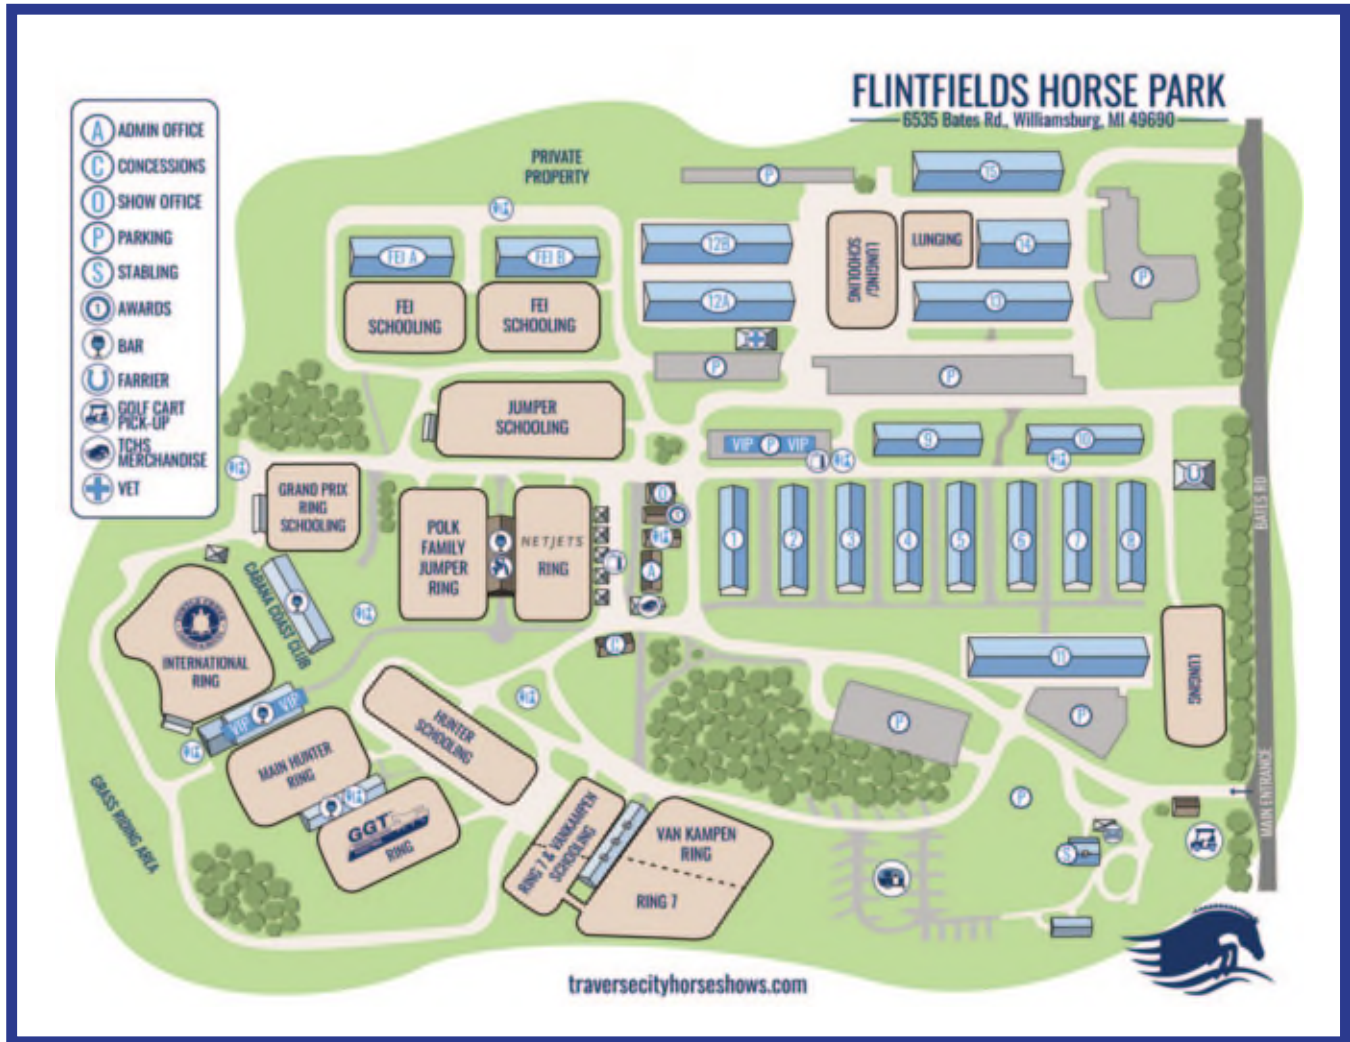 FLINTFIELDS HORSE PARK
6535 Bates Rd., Williamsburg, MI 49690
A ADMIN OFFICE
C CONCESSIONS
O SHOW OFFICE
P PARKING
S STABLING
1 AWARDS
BAR
FARRIER
GOLF CART
PICK-UP
TCHS
MERCHANDISE
VET
PRIVATE
PROPERTY
P
15
FEI A
FEI B
12B
12A
LUNGING/
SCHOOLING
LUNGING
14
13
P
FEI
SCHOOLING
FEI
SCHOOLING
P
P
JUMPER
SCHOOLING
VIP P VIP
9
10
BATES RD
GRAND PRIX
RING
SCHOOLING
POLK
FAMILY
JUMPER
RING
NETJETS
RING
O
1
A
C
1
2
3
4
5
6
7
8
CABANA COAST CLUB
INTERNATIONAL
RING
VIP VIP
11
LUNGING
P
P
HUNTER
SCHOOLING
MAIN HUNTER
RING
GGT
RING
GRASS RIDING AREA
RING 7 & VANKAMPEN
SCHOOLING
VAN KAMPEN
RING
RING 7
P
S
MAIN ENTRANCE
traversecityhorseshows.com